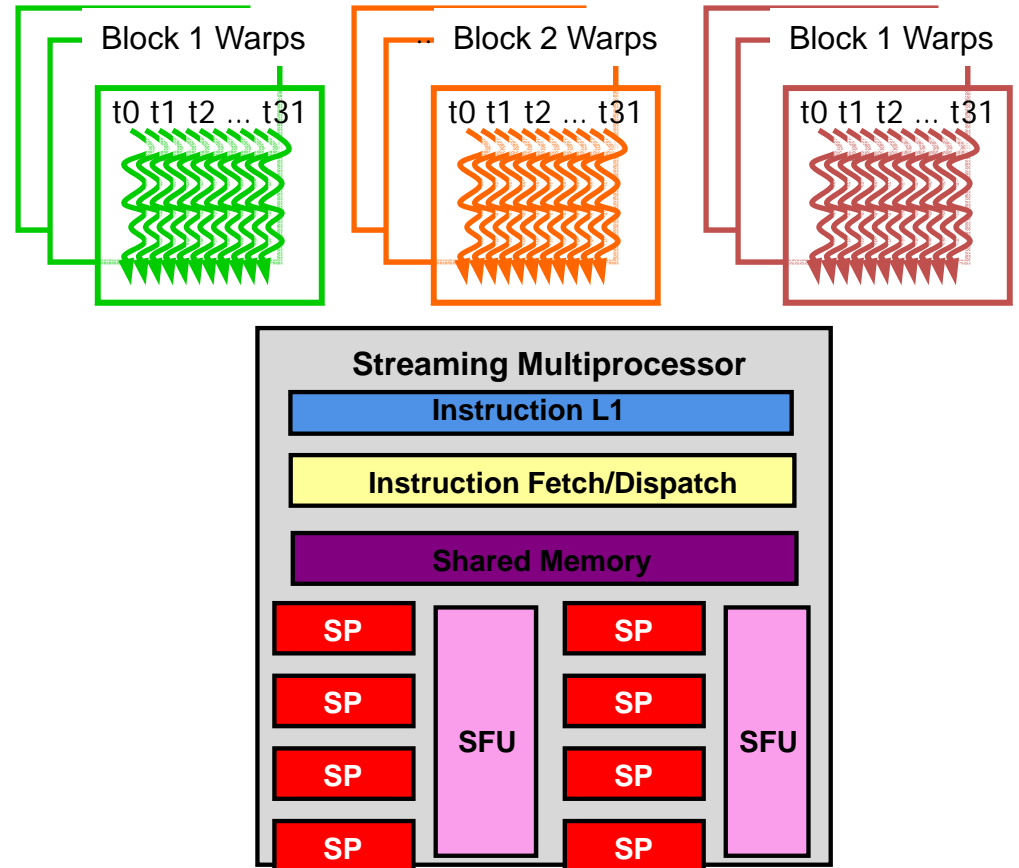 Block 1 Warps
.. Block 2 Warps
Block 1 Warps
t0 t1 t2 ... t31
t0 t1 t2 ... t31
t0 t1 t2 ... t31
Streaming Multiprocessor
Instruction L1
Instruction Fetch/Dispatch
Shared Memory
SP
SP
SP
SP
SFU
SFU
SP
SP
SP
SP